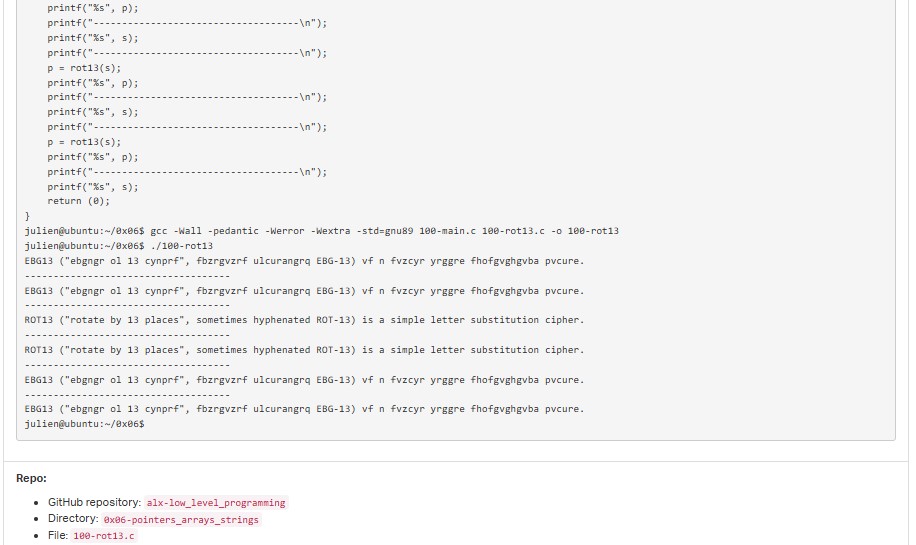 printf("%s", p);
    printf("------------------------------------\n");
    printf("%s", s);
    printf("------------------------------------\n");
    p = rot13(s);
    printf("%s", p);
    printf("------------------------------------\n");
    printf("%s", s);
    printf("------------------------------------\n");
    p = rot13(s);
    printf("%s", p);
    printf("------------------------------------\n");
    printf("%s", s);
    return (0);
}
julien@ubuntu:~/0x06$ gcc -Wall -pedantic -Werror -Wextra -std=gnu89 100-main.c 100-rot13.c -o 100-rot13
julien@ubuntu:~/0x06$ ./100-rot13
EBG13 ("ebgngr ol 13 cynprf", fbzrgvzrf ulcurangrq EBG-13) vf n fvzcyr yrggre fhofgvghgvba pvcure.
------------------------------------
EBG13 ("ebgngr ol 13 cynprf", fbzrgvzrf ulcurangrq EBG-13) vf n fvzcyr yrggre fhofgvghgvba pvcure.
------------------------------------
ROT13 ("rotate by 13 places", sometimes hyphenated ROT-13) is a simple letter substitution cipher.
------------------------------------
ROT13 ("rotate by 13 places", sometimes hyphenated ROT-13) is a simple letter substitution cipher.
------------------------------------
EBG13 ("ebgngr ol 13 cynprf", fbzrgvzrf ulcurangrq EBG-13) vf n fvzcyr yrggre fhofgvghgvba pvcure.
------------------------------------
EBG13 ("ebgngr ol 13 cynprf", fbzrgvzrf ulcurangrq EBG-13) vf n fvzcyr yrggre fhofgvghgvba pvcure.
julien@ubuntu:~/0x06$
Repo:
• GitHub repository: alx-low_level_programming
• Directory: 0x06-pointers_arrays_strings
• File: 100-rot13.c